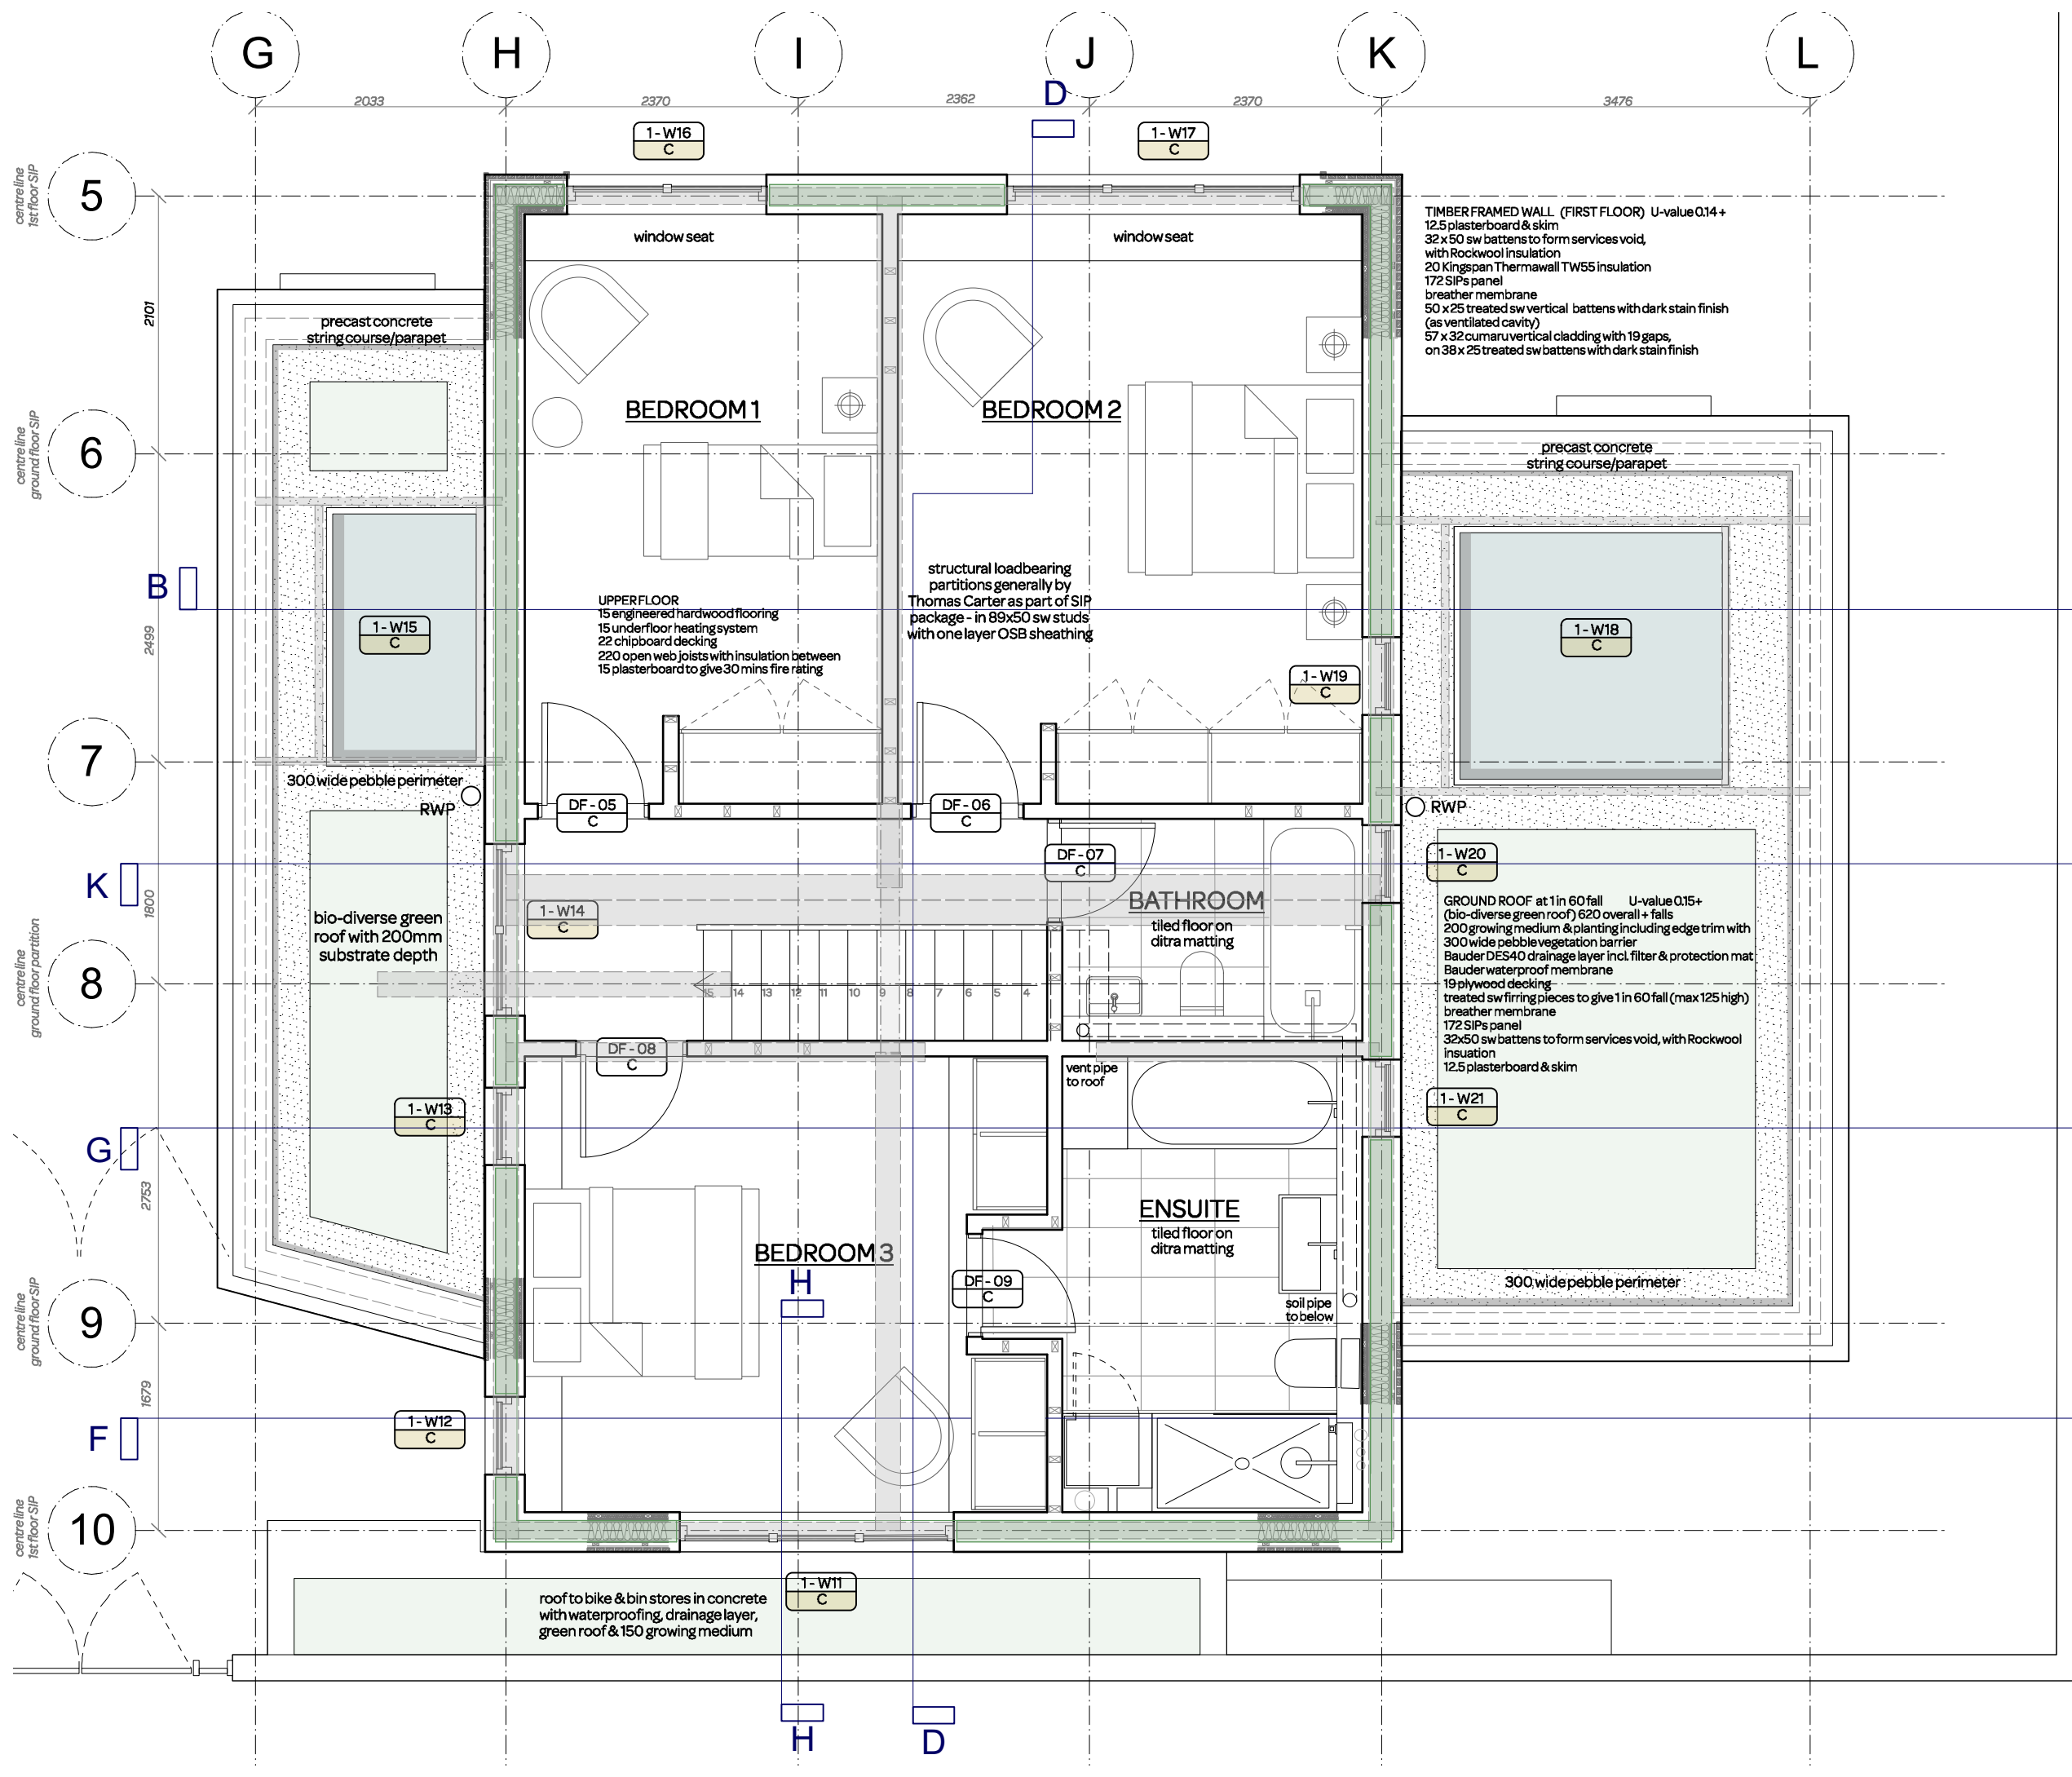 G
H
I
J
K
L
2033
2370
2362
2370
3476
D
1 - W16
C
1 - W17
C
centre line
1st floor SIP
5
window seat
window seat
TIMBER FRAMED WALL (FIRST FLOOR) U-value 0.14 +
12.5 plasterboard & skim
32 x 50 sw battens to form services void,
with Rockwool insulation
20 Kingspan Thermawall TW55 insulation
172 SIPs panel
breather membrane
50 x 25 treated sw vertical battens with dark stain finish
(as ventilated cavity)
57 x 32 cumaru vertical cladding with 19 gaps,
on 38 x 25 treated sw battens with dark stain finish
2101
precast concrete
string course/parapet
BEDROOM 1
BEDROOM 2
centre line
ground floor SIP
6
precast concrete
string course/parapet
B
2499
1 - W15
C
UPPER FLOOR
15 engineered hardwood flooring
15 underfloor heating system
22 chipboard decking
220 open web joists with insulation between
15 plasterboard to give 30 mins fire rating
structural loadbearing
partitions generally by
Thomas Carter as part of SIP
package - in 89x50 sw studs
with one layer OSB sheathing
1 - W18
C
1 - W19
C
7
300 wide pebble perimeter
RWP
DF - 05
C
DF - 06
C
RWP
K
1800
DF - 07
C
1 - W20
C
bio-diverse green
roof with 200mm
substrate depth
1 - W14
C
BATHROOM
tiled floor on
ditra matting
GROUND ROOF at 1 in 60 fall U-value 0.15+
(bio-diverse green roof) 620 overall + falls
200 growing medium & planting including edge trim with
300 wide pebble vegetation barrier
Bauder DES40 drainage layer incl. filter & protection mat
Bauder waterproof membrane
19 plywood decking
treated sw firring pieces to give 1 in 60 fall (max 125 high)
breather membrane
172 SIPs panel
32x50 sw battens to form services void, with Rockwool
insuation
12.5 plasterboard & skim
centre line
ground floor partition
8
15 14 13 12 11 10 9 8 7 6 5 4
DF - 08
C
vent pipe
to roof
1 - W13
C
1 - W21
C
G
2753
BEDROOM 3
ENSUITE
tiled floor on
ditra matting
H
DF - 09
C
soil pipe
to below
300 wide pebble perimeter
centre line
ground floor SIP
9
1679
1 - W12
C
F
centre line
1st floor SIP
10
1 - W11
C
roof to bike & bin stores in concrete
with waterproofing, drainage layer,
green roof & 150 growing medium
H
D